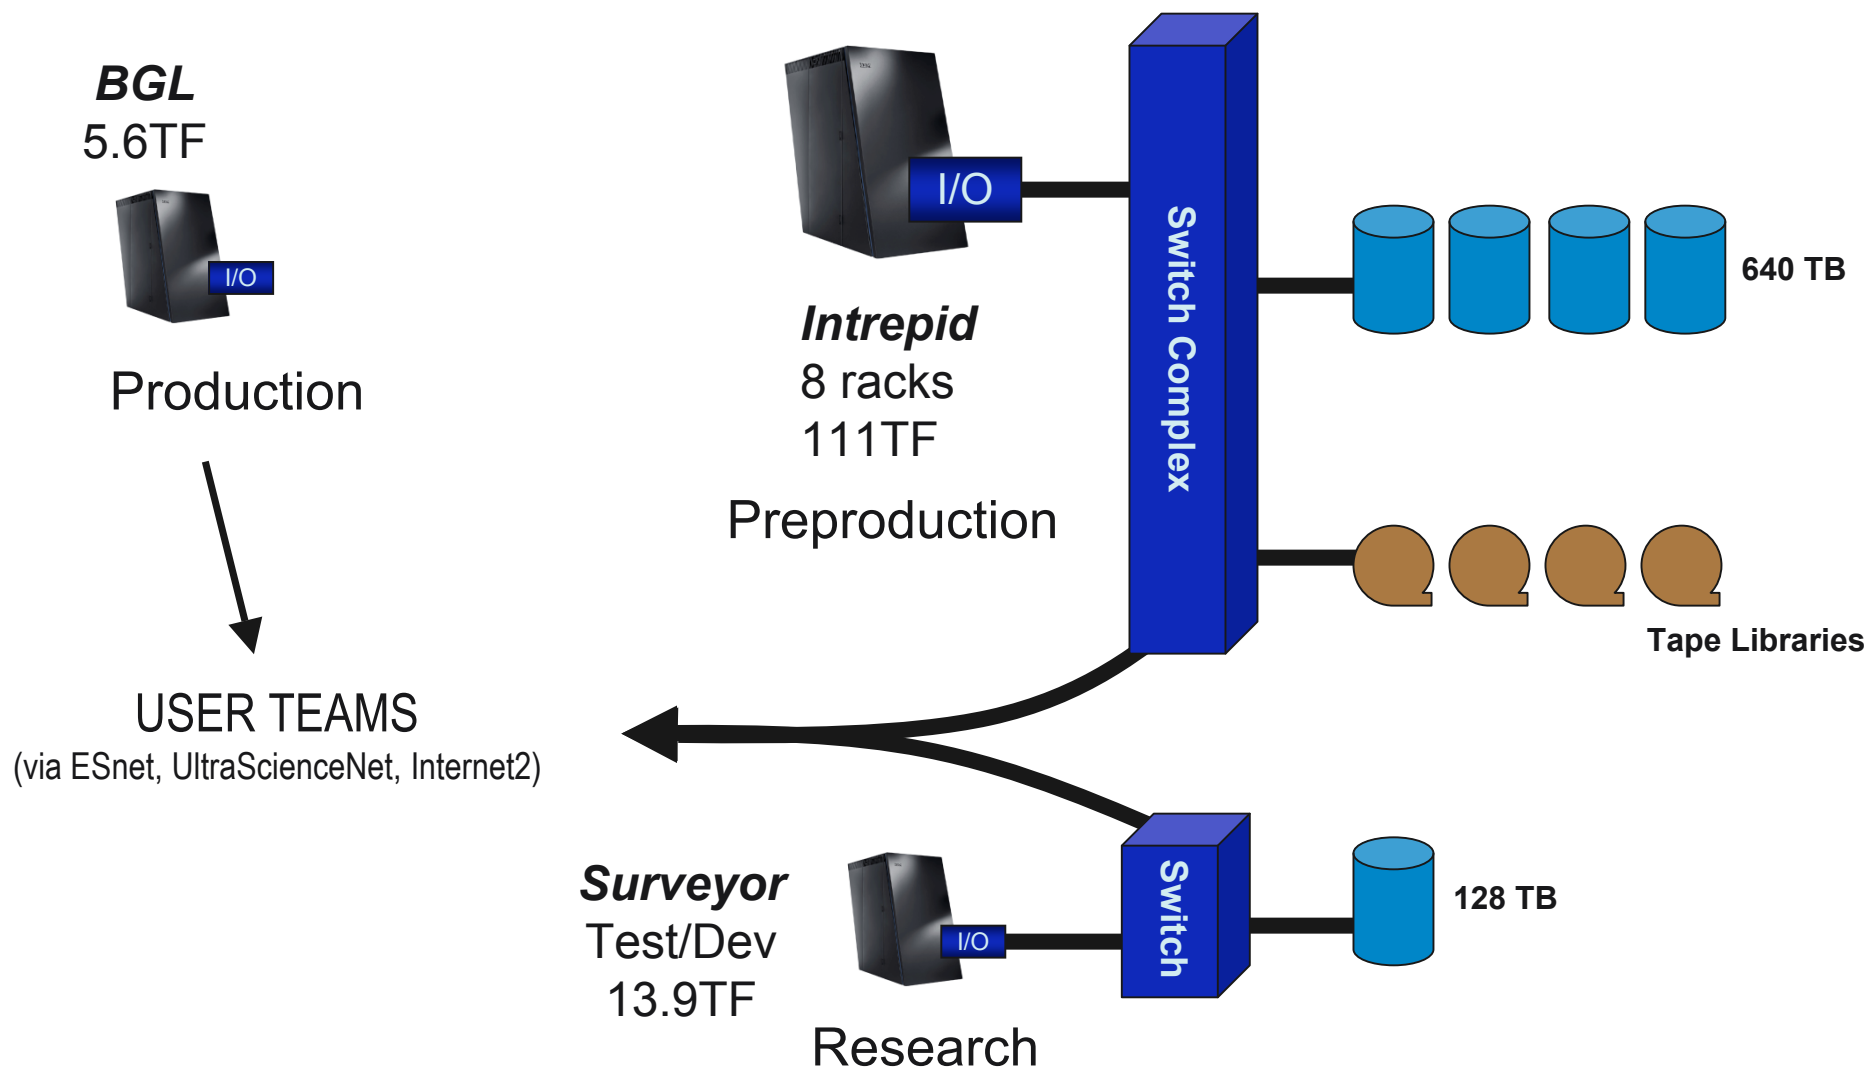 BGL
5.6TF
I/O
Production
I/O
Intrepid
8 racks
111TF
Preproduction
Switch Complex
640 TB
Tape Libraries
USER TEAMS
(via ESnet, UltraScienceNet, Internet2)
Surveyor
Test/Dev
13.9TF
I/O
Research
Switch
128 TB